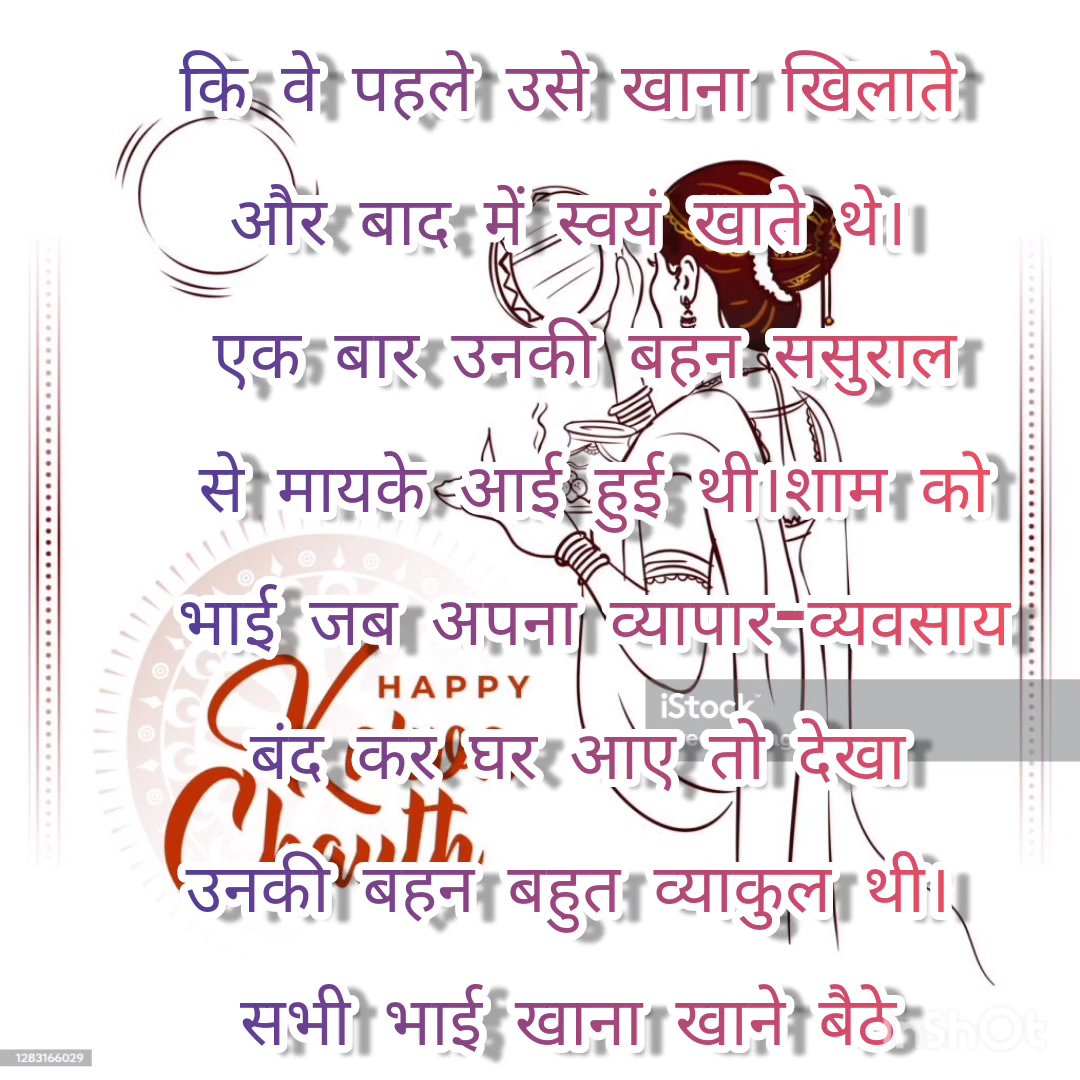 कि वे पहले उसे खाना खिलाते
और बाद में स्वयं खाते थे।
एक बार उनकी बहन ससुराल
से मायके आई हुई थी।शाम को
भाई जब अपना व्यापार-व्यवसाय
HAPPY
iStock
बंद कर घर आए तो देखा
Chauth
उनकी बहन बहुत व्याकुल थी।
सभी भाई खाना खाने बैठे
InShOt
1283166029